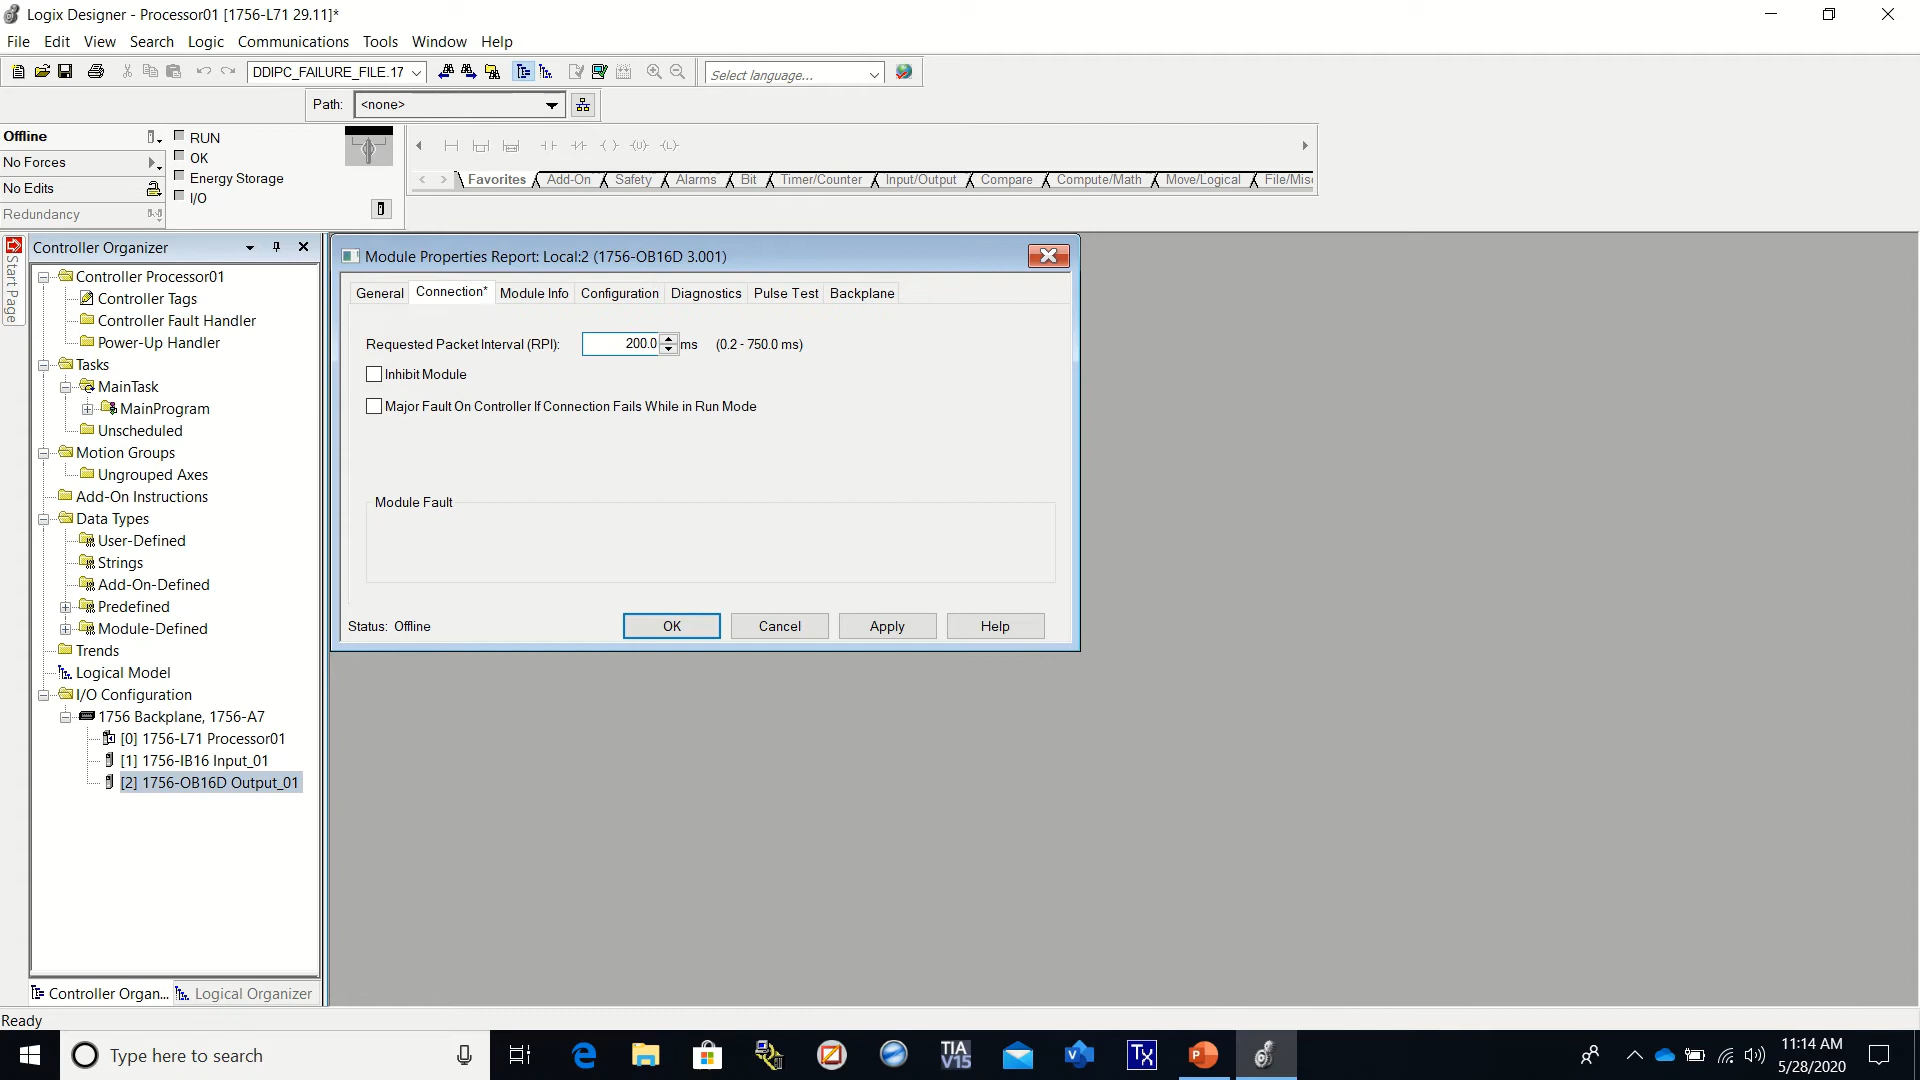 Logix Designer - Processor01 [1756-L71 29.11]*
File Edit View Search Logic Communications Tools Window Help
DDIPC_FAILURE_FILE.17
Select language...
Path: <none>
Offline
No Forces
No Edits
Redundancy
RUN
OK
Energy Storage
I/O
Favorites Add-On Safety Alarms Bit Timer/Counter Input/Output Compare Compute/Math Move/Logical File/Misc
Start Page
Controller Organizer
Controller Processor01
Controller Tags
Controller Fault Handler
Power-Up Handler
Tasks
MainTask
MainProgram
Unscheduled
Motion Groups
Ungrouped Axes
Add-On Instructions
Data Types
User-Defined
Strings
Add-On-Defined
Predefined
Module-Defined
Trends
Logical Model
I/O Configuration
1756 Backplane, 1756-A7
[0] 1756-L71 Processor01
[1] 1756-IB16 Input_01
[2] 1756-OB16D Output_01
Controller Organ... Logical Organizer
Module Properties Report: Local:2 (1756-OB16D 3.001)
General Connection* Module Info Configuration Diagnostics Pulse Test Backplane
Requested Packet Interval (RPI): 200.0 ms (0.2 - 750.0 ms)
Inhibit Module
Major Fault On Controller If Connection Fails While in Run Mode
Module Fault
Status: Offline OK Cancel Apply Help
Ready
Type here to search
TIA
V15
TX
11:14 AM
5/28/2020